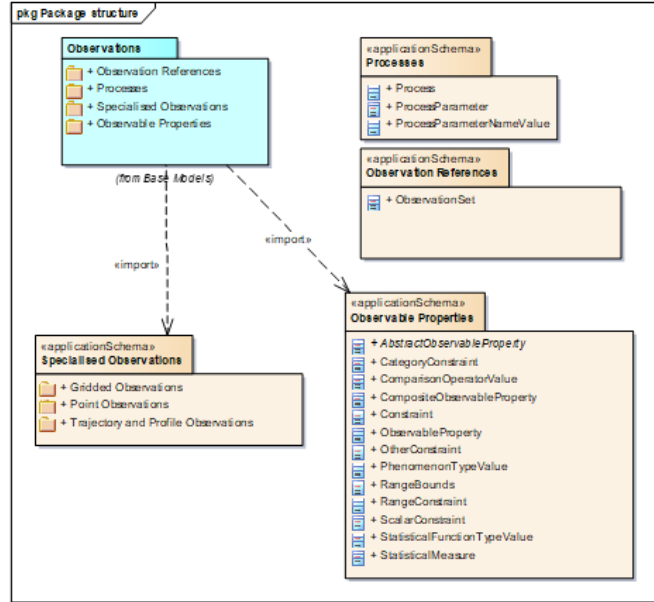 pkg Package structure
Observations
+ Observation References
+ Processes
+ Specialised Observations
+ Observable Properties
(from Base Models)
«applicationSchema»
Processes
+ Process
+ ProcessParameter
+ ProcessParameterNameValue
«applicationSchema»
Observation References
+ ObservationSet
«import»
«import»
«applicationSchema»
Specialised Observations
+ Gridded Observations
+ Point Observations
+ Trajectory and Profile Observations
«applicationSchema»
Observable Properties
+ AbstractObservableProperty
+ CategoryConstraint
+ ComparisonOperatorValue
+ CompositeObservableProperty
+ Constraint
+ ObservableProperty
+ OtherConstraint
+ PhenomenonTypeValue
+ RangeBounds
+ RangeConstraint
+ ScalarConstraint
+ StatisticalFunctionTypeValue
+ StatisticalMeasure